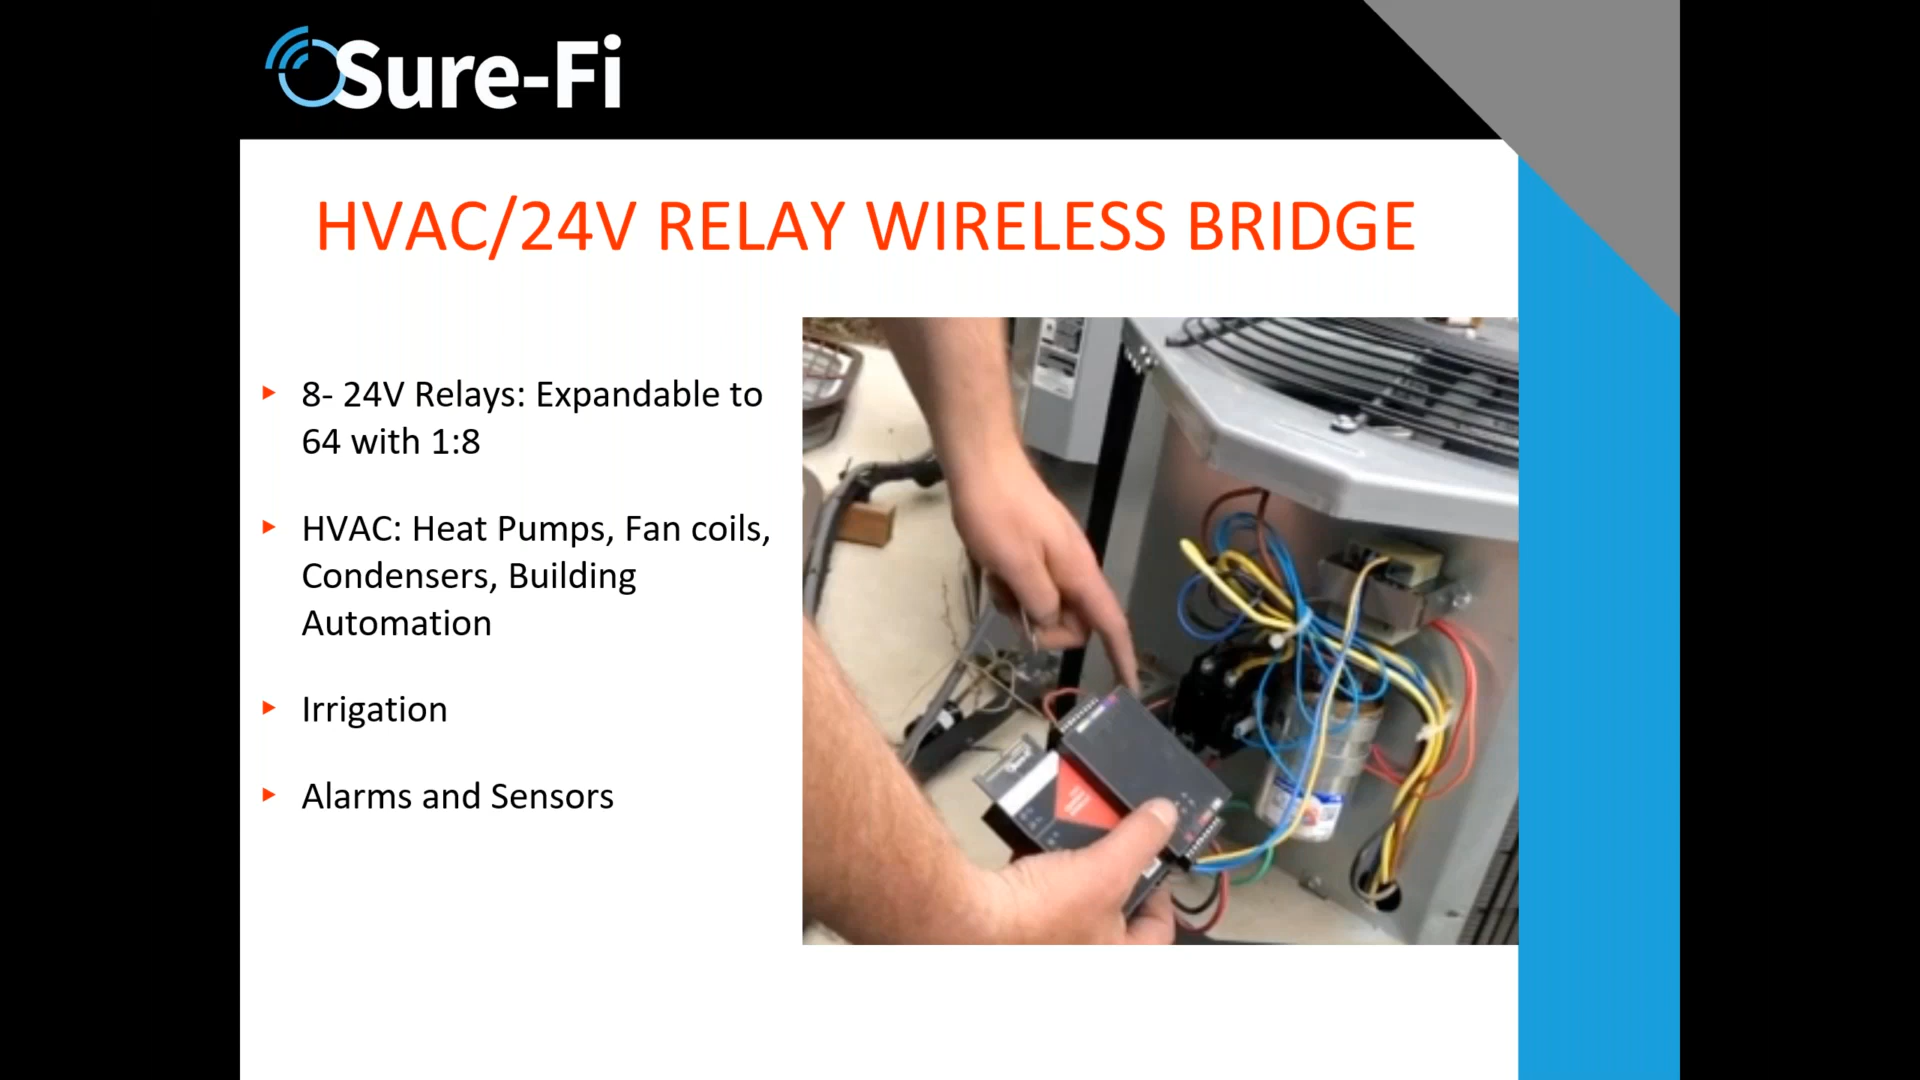 Sure-Fi
HVAC/24V RELAY WIRELESS BRIDGE
8- 24V Relays: Expandable to
64 with 1:8
HVAC: Heat Pumps, Fan coils,
Condensers, Building
Automation
Irrigation
Alarms and Sensors